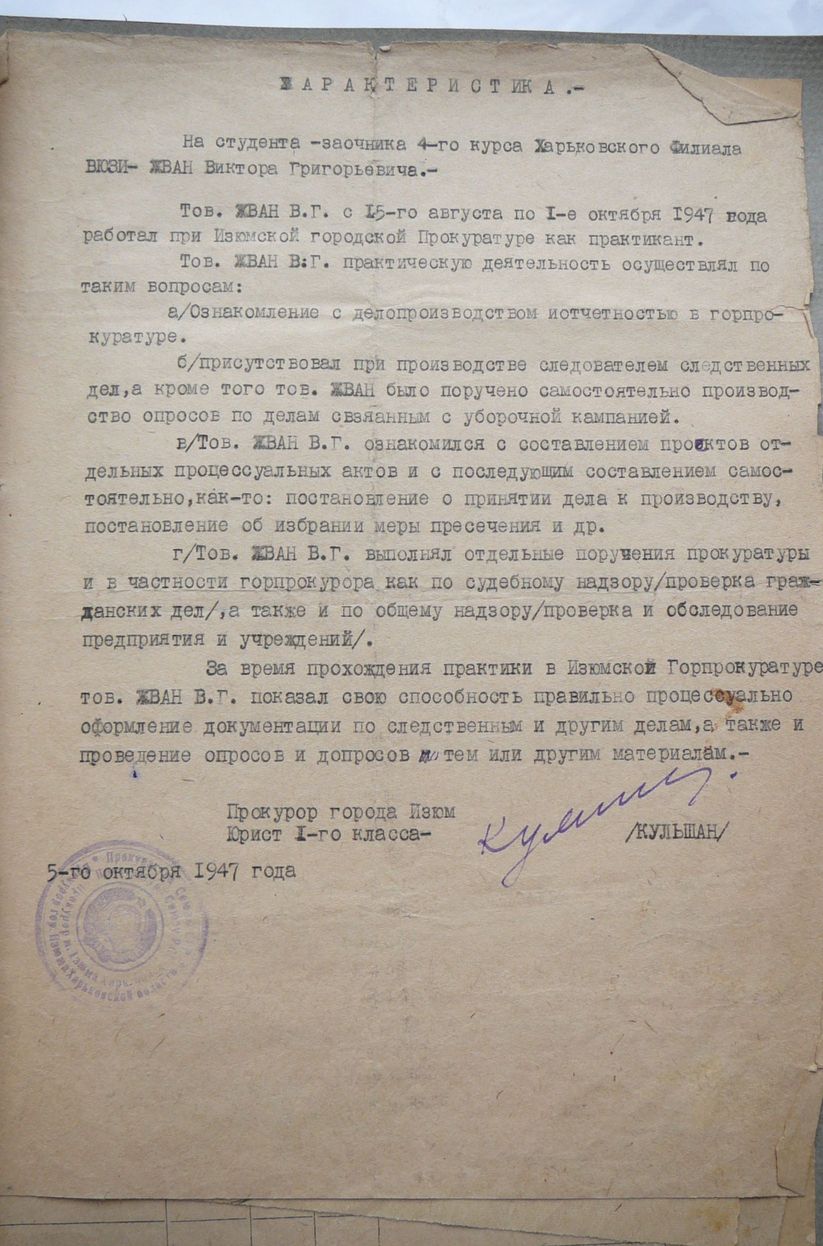 ХАРАКТЕРИСТИКА.-
На студента -заочника 4-го курса Харьковского Филиала
ВЮЗИ- ЖВАН Виктора Григорьевича.-
Тов. ЖВАН В.Г. с 15-го августа по 1-е октября 1947 года
работал при Изюмской городской Прокуратуре как практикант.
Тов. ЖВАН В.Г. практическую деятельность осуществлял по
таким вопросам:
а/Ознакомление с делопроизводством иотчетностью в горпро-
куратуре.
б/присутствовал при производстве следователем следственных
дел,а кроме того тов. ЖВАН было поручено самостоятельно производ-
ство опросов по делам свзяанным с уборочной кампанией.
в/Тов. ЖВАН В.Г. ознакомился с составлением проектов от-
дельных процессуальных актов и с последующим составлением самос-
тоятельно,как-то: постановление о принятии дела к производству,
постановление об избрании меры пресечения и др.
г/Тов. ЖВАН В.Г. выполнял отдельные поручения прокуратуры
и в частности горпрокурора как по судебному надзору/проверка граж-
данских дел/,а также и по общему надзору/проверка и обследование
предприятия и учреждений/.
За время прохождения практики в Изюмской Горпрокуратуре
тов. ЖВАН В.Г. показал свою способность правильно процессуально
оформление документации по следственным и другим делам,а также и
проведение опросов и допросов по тем или другим материалам.-
Прокурор города Изюм
Юрист I-го класса-
/КУЛЬШАН/
5-го октября 1947 года